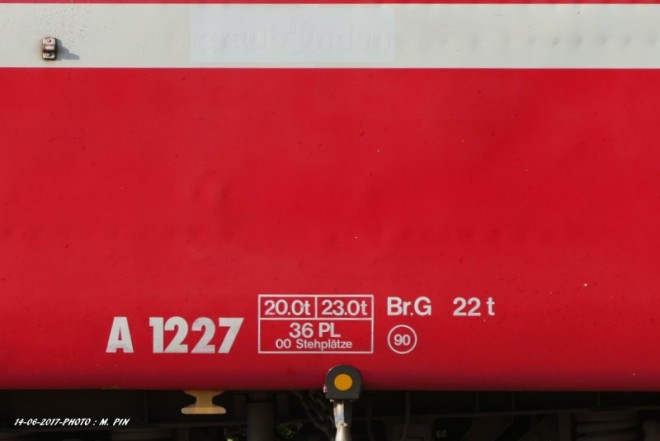 A 1227
20.0t 23.0t
36 PL
00 Stehplätze
Br.G 22 t
90
14-06-2017-PHOTO : M. PIN